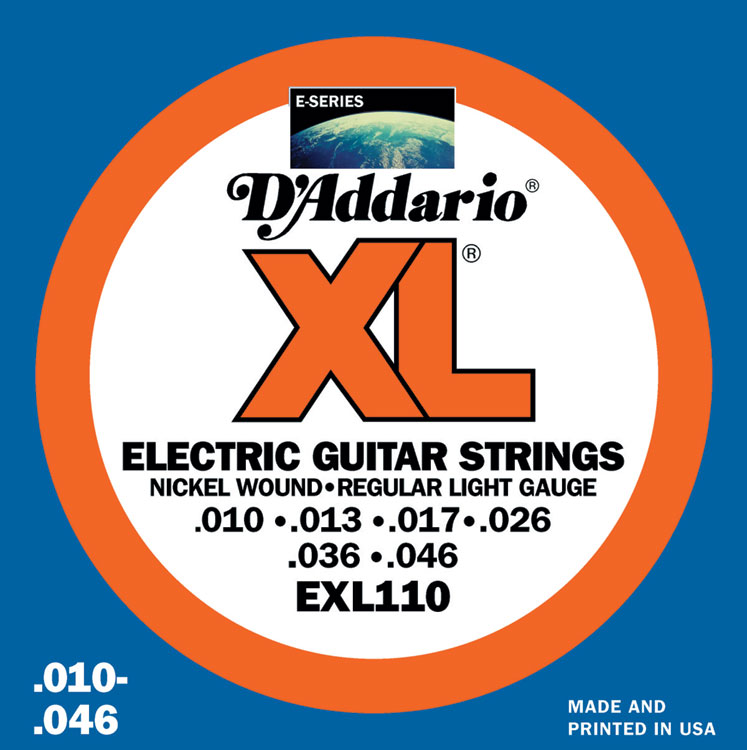 E-SERIES
D'Addario®
XL®
ELECTRIC GUITAR STRINGS
NICKEL WOUND•REGULAR LIGHT GAUGE
.010 •.013 •.017•.026
.036 •.046
EXL110
.010-
.046
MADE AND
PRINTED IN USA